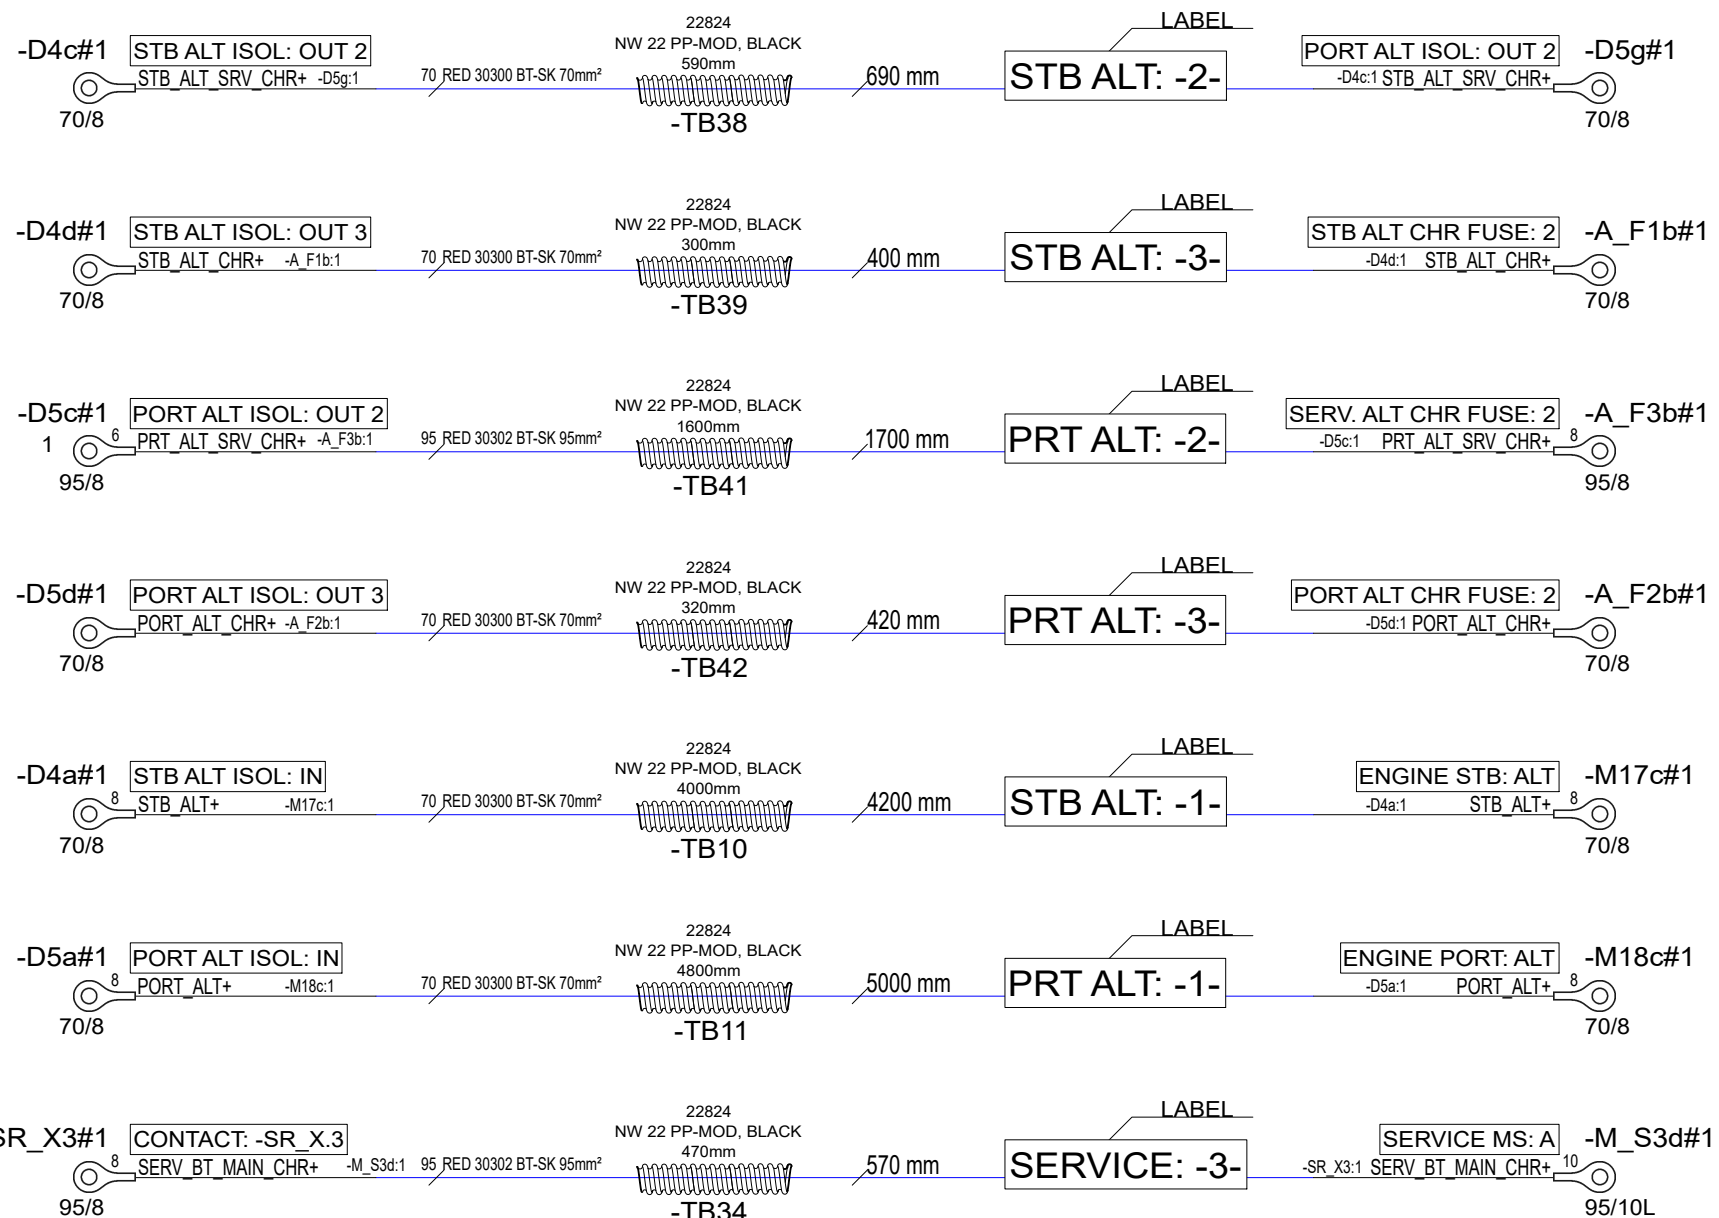 22824 LABEL
-D4c#1 STB ALT ISOL: OUT 2 NW 22 PP-MOD, BLACK PORT ALT ISOL: OUT 2 -D5g#1
590mm
STB_ALT_SRV_CHR+ -D5g:1 70 RED 30300 BT-SK 70mm² 690 mm STB ALT: -2- -D4c:1 STB_ALT_SRV_CHR+
70/8 -TB38 70/8
22824 LABEL
-D4d#1 STB ALT ISOL: OUT 3 NW 22 PP-MOD, BLACK STB ALT CHR FUSE: 2 -A_F1b#1
300mm
STB_ALT_CHR+ -A_F1b:1 70 RED 30300 BT-SK 70mm² 400 mm STB ALT: -3- -D4d:1 STB_ALT_CHR+
70/8 -TB39 70/8
22824 LABEL
-D5c#1 PORT ALT ISOL: OUT 2 NW 22 PP-MOD, BLACK SERV. ALT CHR FUSE: 2 -A_F3b#1
1600mm
1 6 PRT_ALT_SRV_CHR+ -A_F3b:1 95 RED 30302 BT-SK 95mm² 1700 mm PRT ALT: -2- -D5c:1 PRT_ALT_SRV_CHR+ 8
95/8 -TB41 95/8
22824 LABEL
-D5d#1 PORT ALT ISOL: OUT 3 NW 22 PP-MOD, BLACK PORT ALT CHR FUSE: 2 -A_F2b#1
320mm
PORT_ALT_CHR+ -A_F2b:1 70 RED 30300 BT-SK 70mm² 420 mm PRT ALT: -3- -D5d:1 PORT_ALT_CHR+
70/8 -TB42 70/8
22824 LABEL
-D4a#1 STB ALT ISOL: IN NW 22 PP-MOD, BLACK ENGINE STB: ALT -M17c#1
4000mm
8 STB_ALT+ -M17c:1 70 RED 30300 BT-SK 70mm² 4200 mm STB ALT: -1- -D4a:1 STB_ALT+ 8
70/8 -TB10 70/8
22824 LABEL
-D5a#1 PORT ALT ISOL: IN NW 22 PP-MOD, BLACK ENGINE PORT: ALT -M18c#1
4800mm
8 PORT_ALT+ -M18c:1 70 RED 30300 BT-SK 70mm² 5000 mm PRT ALT: -1- -D5a:1 PORT_ALT+ 8
70/8 -TB11 70/8
22824 LABEL
SR_X3#1 CONTACT: -SR_X.3 NW 22 PP-MOD, BLACK SERVICE MS: A -M_S3d#1
470mm
8 SERV_BT_MAIN_CHR+ -M_S3d:1 95 RED 30302 BT-SK 95mm² 570 mm SERVICE: -3- -SR_X3:1 SERV_BT_MAIN_CHR+ 10
95/8 -TB34 95/10L